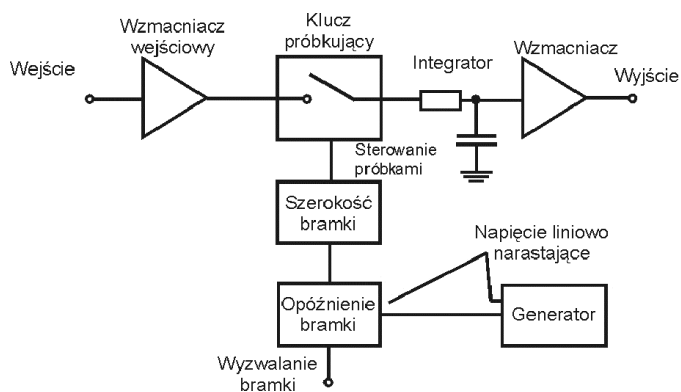 Wzmacniacz
wejściowy
Klucz
próbkujący
Wzmacniacz
Wejście
Integrator
Wyjście
Sterowanie
próbkami
Szerokość
bramki
Napięcie liniowo
narastające
Opóźnienie
bramki
Generator
Wyzwalanie
bramki